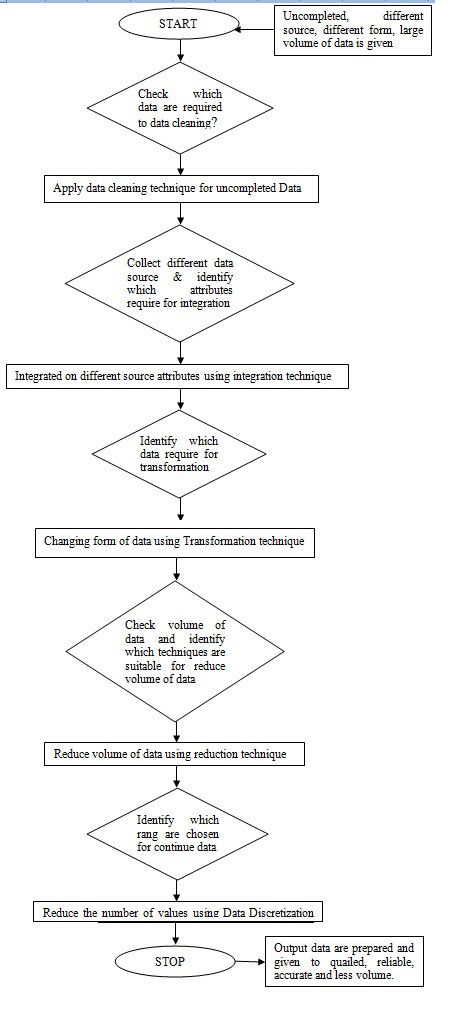 START
Uncompleted, different
source, different form, large
volume of data is given
Check which
data are required
to data cleaning?
Apply data cleaning technique for uncompleted Data
Collect different data
source & identify
which attributes
require for integration
Integrated on different source attributes using integration technique
Identify which
data require for
transformation
Changing form of data using Transformation technique
Check volume of
data and identify
which techniques are
suitable for reduce
volume of data
Reduce volume of data using reduction technique
Identify which
rang are chosen
for continue data
Reduce the number of values using Data Discretization
STOP
Output data are prepared and
given to quailed, reliable,
accurate and less volume.